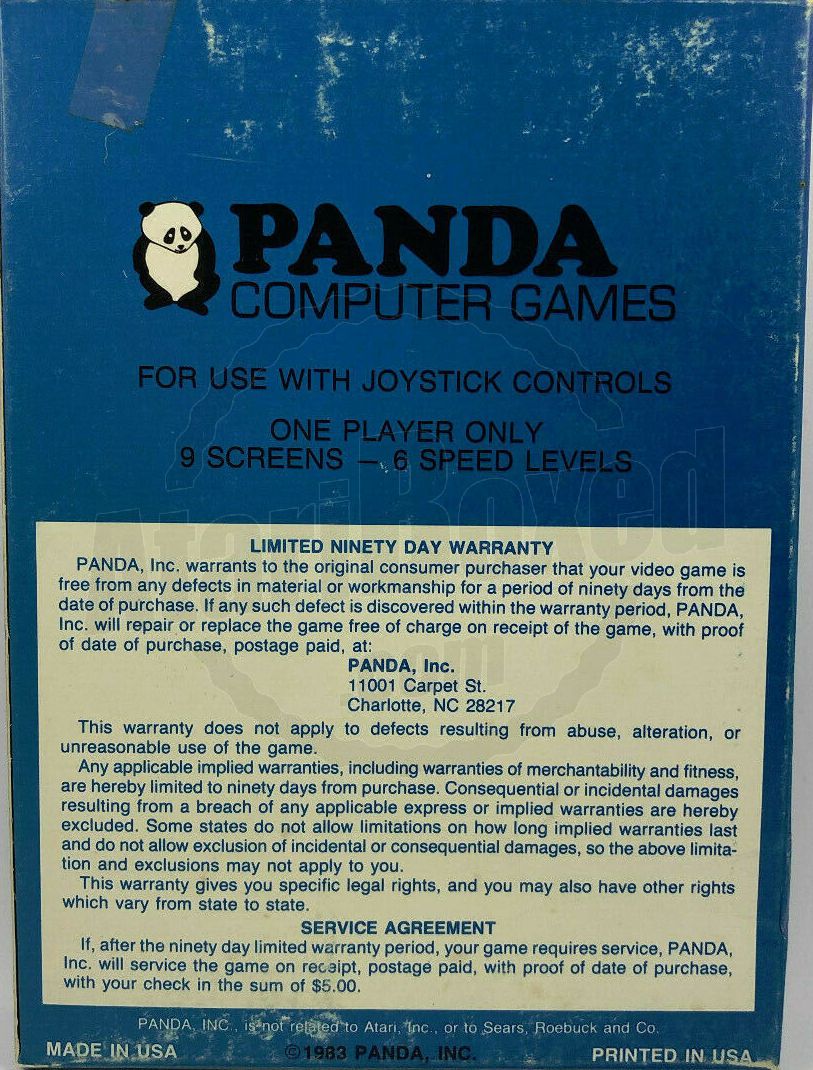 PANDA
COMPUTER GAMES
FOR USE WITH JOYSTICK CONTROLS
ONE PLAYER ONLY
9 SCREENS — 6 SPEED LEVELS
AtariBoxed
.com
LIMITED NINETY DAY WARRANTY
PANDA, Inc. warrants to the original consumer purchaser that your video game is
free from any defects in material or workmanship for a period of ninety days from the
date of purchase. If any such defect is discovered within the warranty period, PANDA,
Inc. will repair or replace the game free of charge on receipt of the game, with proof
of date of purchase, postage paid, at:
PANDA, Inc.
11001 Carpet St.
Charlotte, NC 28217
This warranty does not apply to defects resulting from abuse, alteration, or
unreasonable use of the game.
Any applicable implied warranties, including warranties of merchantability and fitness,
are hereby limited to ninety days from purchase. Consequential or incidental damages
resulting from a breach of any applicable express or implied warranties are hereby
excluded. Some states do not allow limitations on how long implied warranties last
and do not allow exclusion of incidental or consequential damages, so the above limita-
tion and exclusions may not apply to you.
This warranty gives you specific legal rights, and you may also have other rights
which vary from state to state.
SERVICE AGREEMENT
If, after the ninety day limited warranty period, your game requires service, PANDA,
Inc. will service the game on receipt, postage paid, with proof of date of purchase,
with your check in the sum of $5.00.
PANDA, INC., is not related to Atari, Inc., or to Sears, Roebuck and Co.
MADE IN USA ©1983 PANDA, INC. PRINTED IN USA